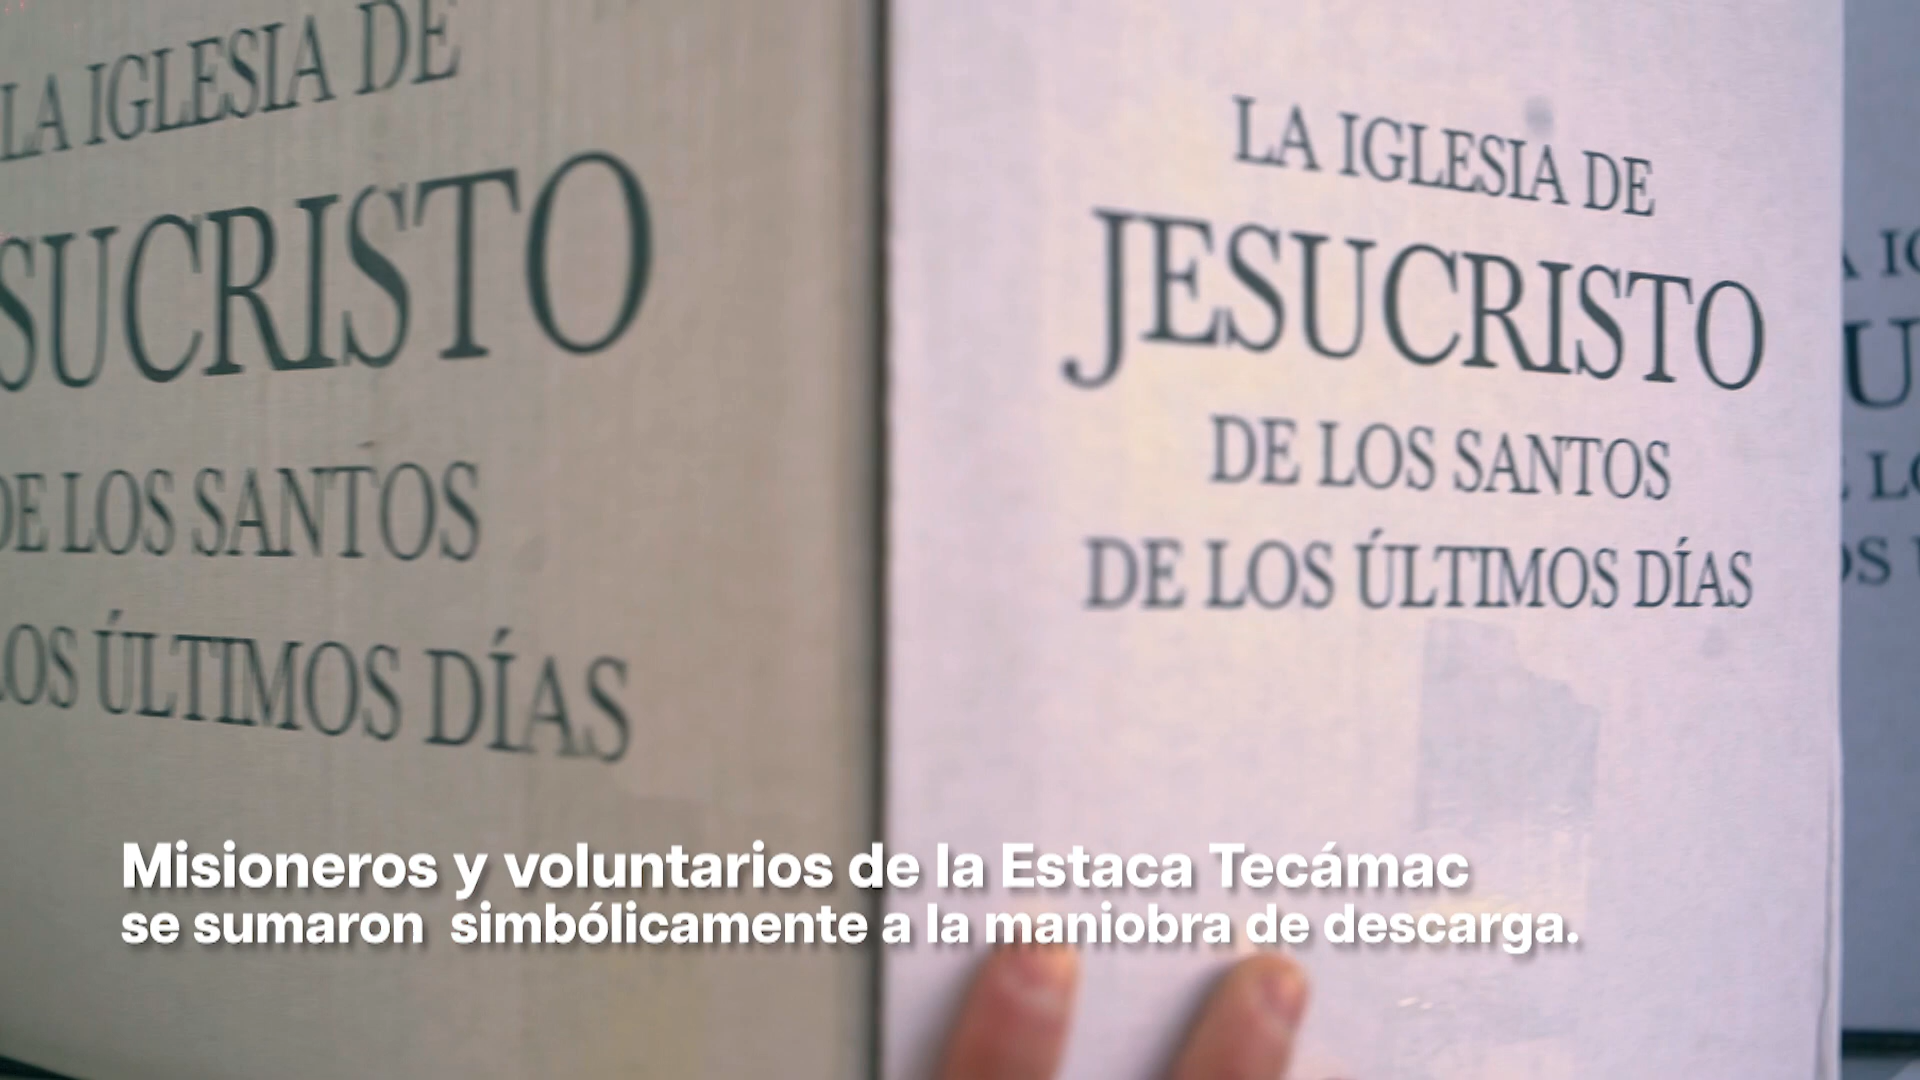 LA IGLESIA DE
SUCRISTO
DE LOS SANTOS
LOS ÚLTIMOS DÍAS
LA IGLESIA DE
JESUCRISTO
DE LOS SANTOS
DE LOS ÚLTIMOS DÍAS
Misioneros y voluntarios de la Estaca Tecámac
se sumaron simbólicamente a la maniobra de descarga.